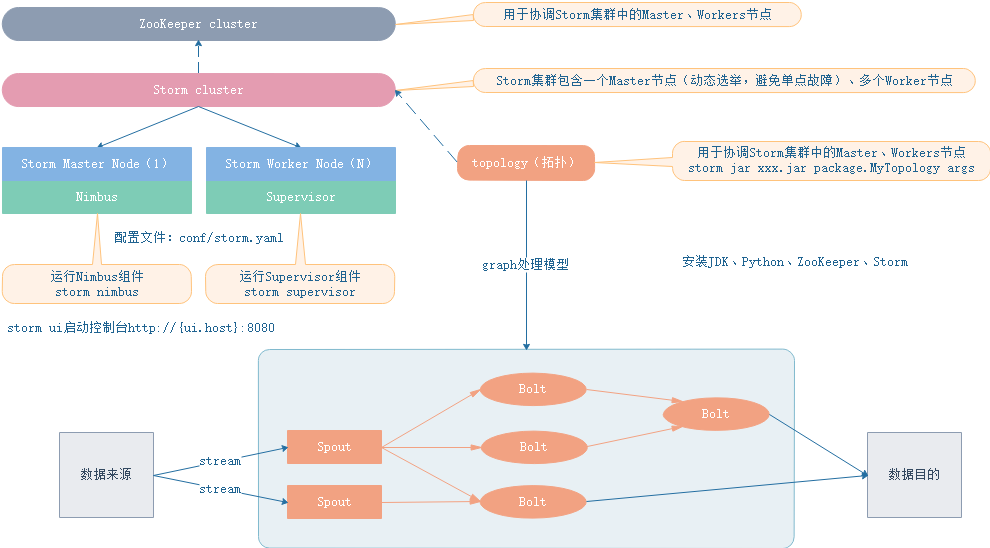 ZooKeeper cluster
用于协调Storm集群中的Master、Workers节点
Storm cluster
Storm集群包含一个Master节点（动态选举，避免单点故障）、多个Worker节点
Storm Master Node（1）
Nimbus
Storm Worker Node（N）
Supervisor
topology（拓扑）
用于协调Storm集群中的Master、Workers节点
storm jar xxx.jar package.MyTopology args
配置文件：conf/storm.yaml
运行Nimbus组件
storm nimbus
运行Supervisor组件
storm supervisor
graph处理模型
安装JDK、Python、ZooKeeper、Storm
storm ui启动控制台http://{ui.host}:8080
数据来源
stream
stream
Spout
Spout
Bolt
Bolt
Bolt
Bolt
数据目的